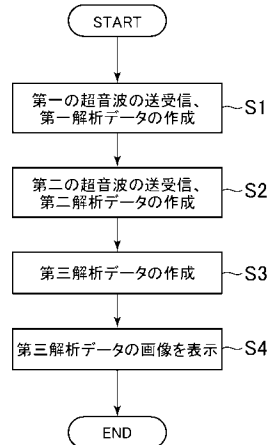 START
第一の超音波の送受信、
第一解析データの作成
S1
第二の超音波の送受信、
第二解析データの作成
S2
第三解析データの作成
S3
第三解析データの画像を表示
S4
END